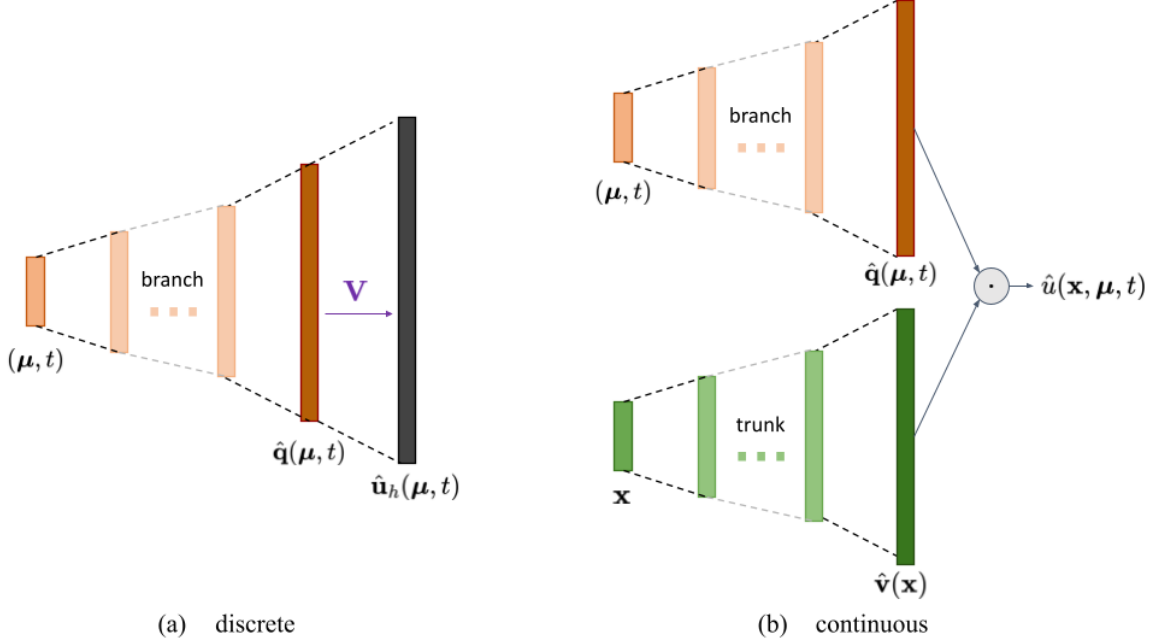 branch
V
(μ, t)
q̂(μ, t)
û_h(μ, t)
(a) discrete
branch
(μ, t)
q̂(μ, t)
·
û(x, μ, t)
trunk
x
v̂(x)
(b) continuous